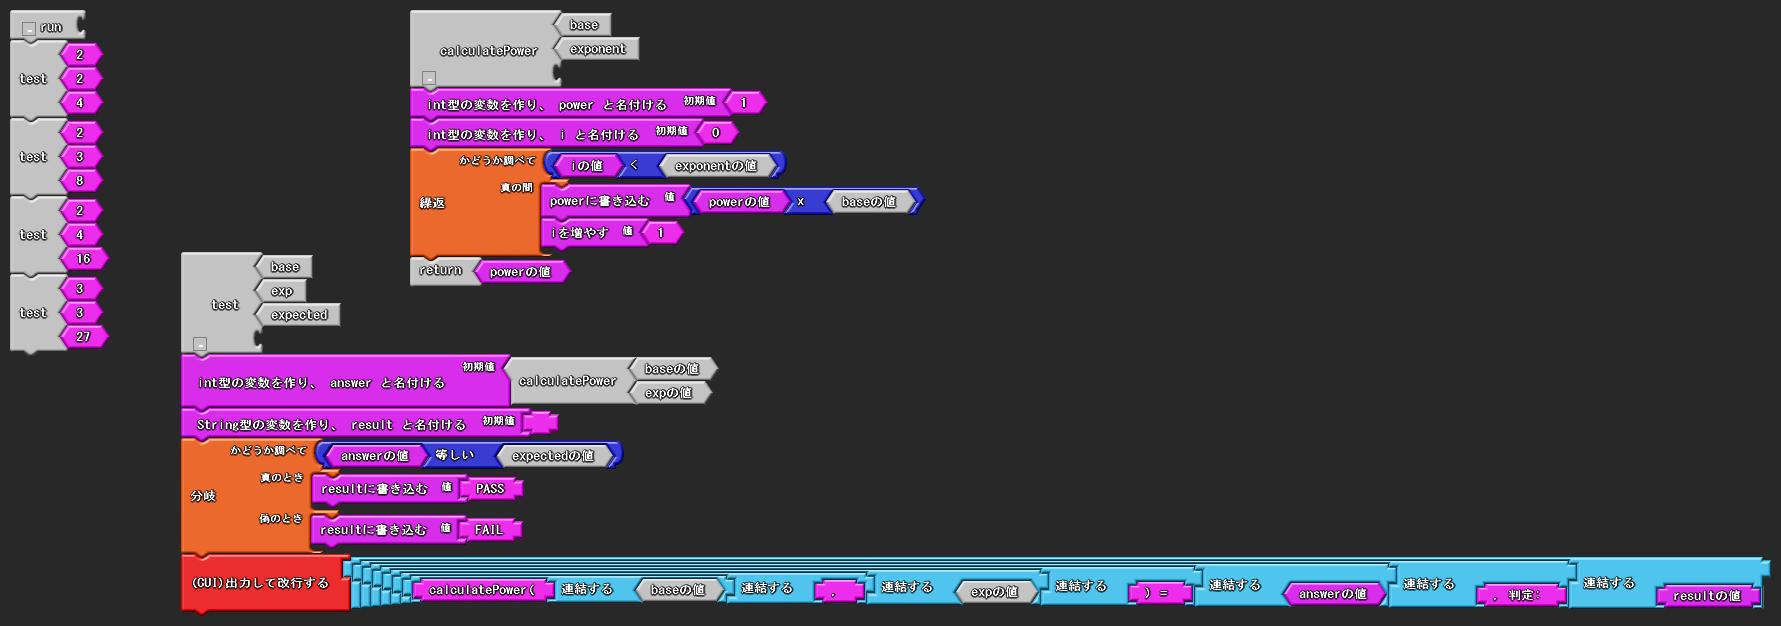 run
test
2
2
4
test
2
3
8
test
2
4
16
test
3
3
27
calculatePower
base
exponent
int型の変数を作り、 power と名付ける 初期値 1
int型の変数を作り、 i と名付ける 初期値 0
繰返
かどうか調べて iの値 < exponentの値
真の間
powerに書き込む 値 powerの値 x baseの値
iを増やす 値 1
return powerの値
test
base
exp
expected
int型の変数を作り、 answer と名付ける 初期値 calculatePower
baseの値
expの値
String型の変数を作り、 result と名付ける 初期値
分岐
かどうか調べて answerの値 等しい expectedの値
真のとき
resultに書き込む 値 PASS
偽のとき
resultに書き込む 値 FAIL
(CUI)出力して改行する calculatePower( 連結する baseの値 連結する , 連結する expの値 連結する ) = 連結する answerの値 連結する , 判定: 連結する resultの値